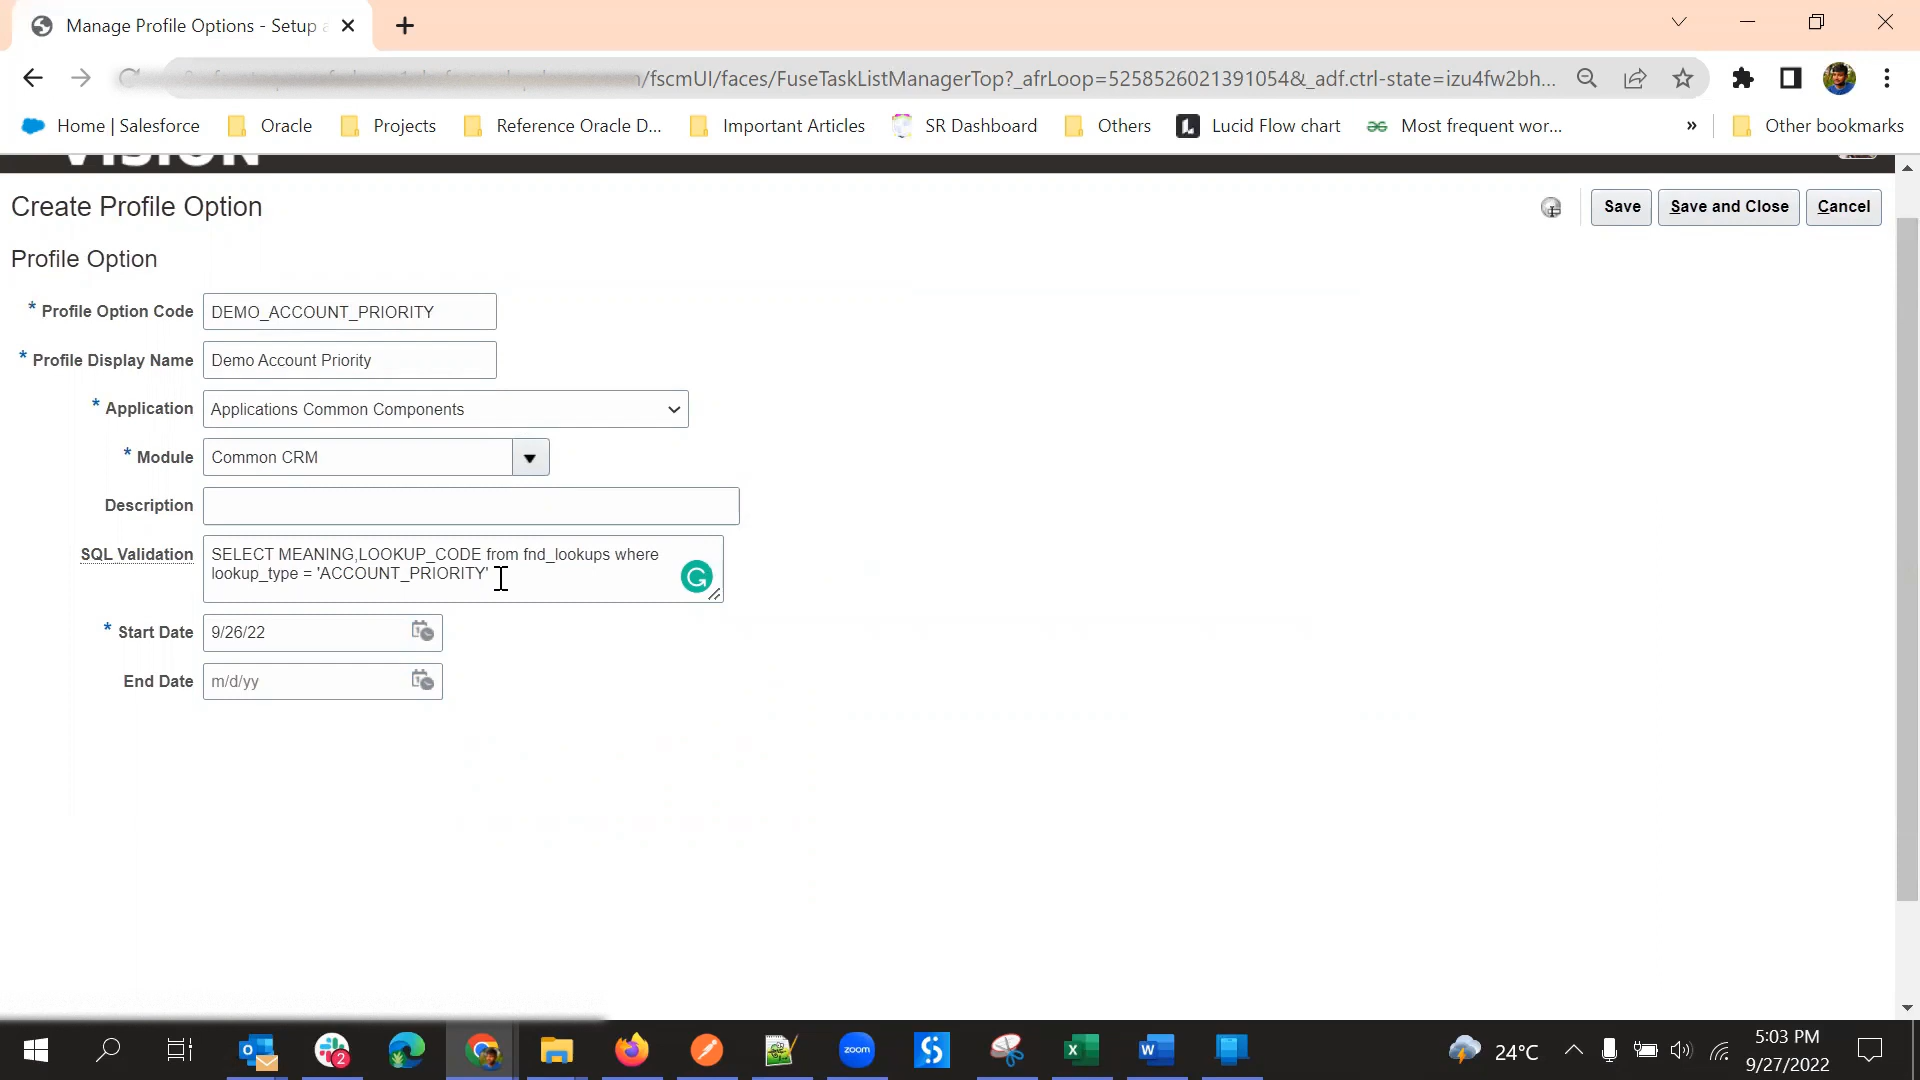 Manage Profile Options - Setup a
/fscmUI/faces/FuseTaskListManagerTop?_afrLoop=5258526021391054&_adf.ctrl-state=izu4fw2bh...
Home | Salesforce
Oracle
Projects
Reference Oracle D...
Important Articles
SR Dashboard
Others
Lucid Flow chart
Most frequent wor...
»
Other bookmarks
VISION
Create Profile Option
Save
Save and Close
Cancel
Profile Option
* Profile Option Code DEMO_ACCOUNT_PRIORITY
* Profile Display Name Demo Account Priority
* Application Applications Common Components
* Module Common CRM
Description
SQL Validation SELECT MEANING,LOOKUP_CODE from fnd_lookups where
lookup_type = 'ACCOUNT_PRIORITY'
* Start Date 9/26/22
End Date m/d/yy
2
zoom
24°C
5:03 PM
9/27/2022